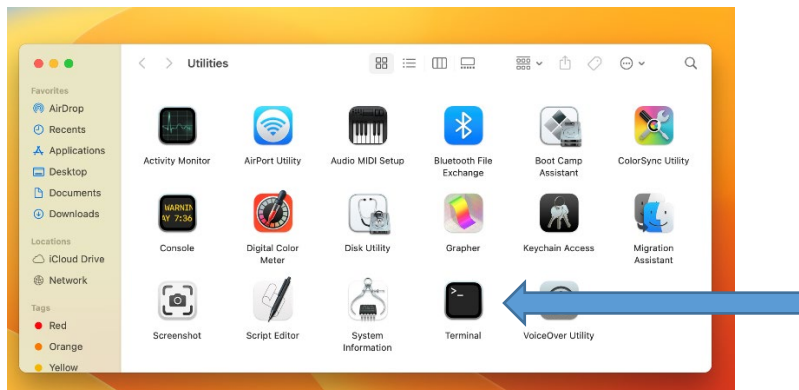 Utilities
Favorites
AirDrop
Recents
Applications
Desktop
Documents
Downloads
Locations
iCloud Drive
Network
Tags
Red
Orange
Yellow
Activity Monitor
AirPort Utility
Audio MIDI Setup
Bluetooth File
Exchange
Boot Camp
Assistant
ColorSync Utility
WARNIN
AY 7:36
Console
Digital Color
Meter
Disk Utility
Grapher
Keychain Access
Migration
Assistant
Screenshot
Script Editor
System
Information
>_
Terminal
VoiceOver Utility